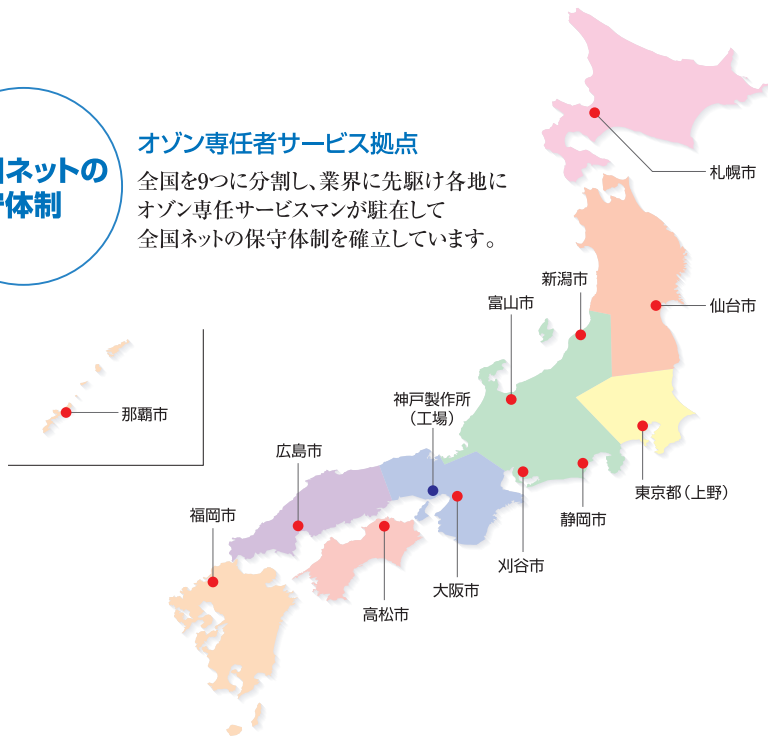 ネットの
体制
オゾン専任者サービス拠点
全国を9つに分割し、業界に先駆け各地に
オゾン専任サービスマンが駐在して
全国ネットの保守体制を確立しています。
札幌市
新潟市
富山市
仙台市
神戸製作所
（工場）
那覇市
広島市
東京都（上野）
福岡市
静岡市
刈谷市
大阪市
高松市